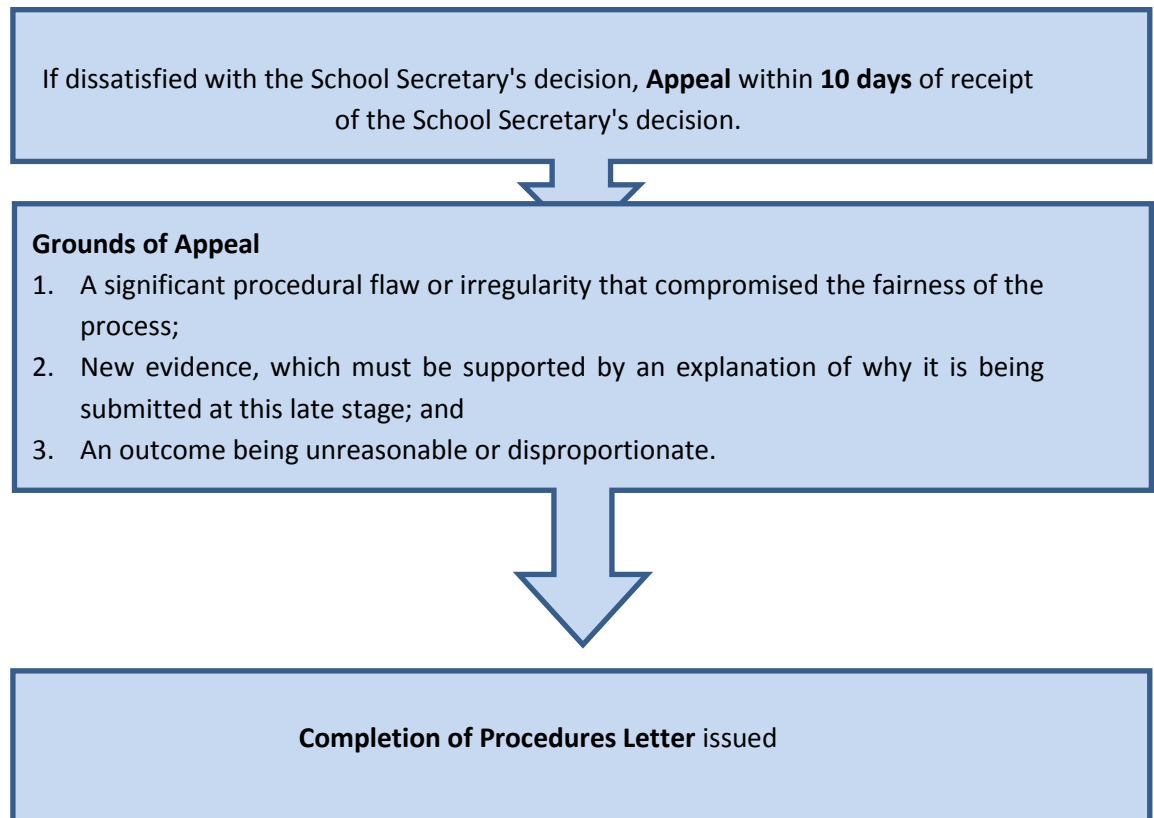 If dissatisfied with the School Secretary's decision, Appeal within 10 days of receipt
of the School Secretary's decision.
Grounds of Appeal
1. A significant procedural flaw or irregularity that compromised the fairness of the
process;
2. New evidence, which must be supported by an explanation of why it is being
submitted at this late stage; and
3. An outcome being unreasonable or disproportionate.
Completion of Procedures Letter issued